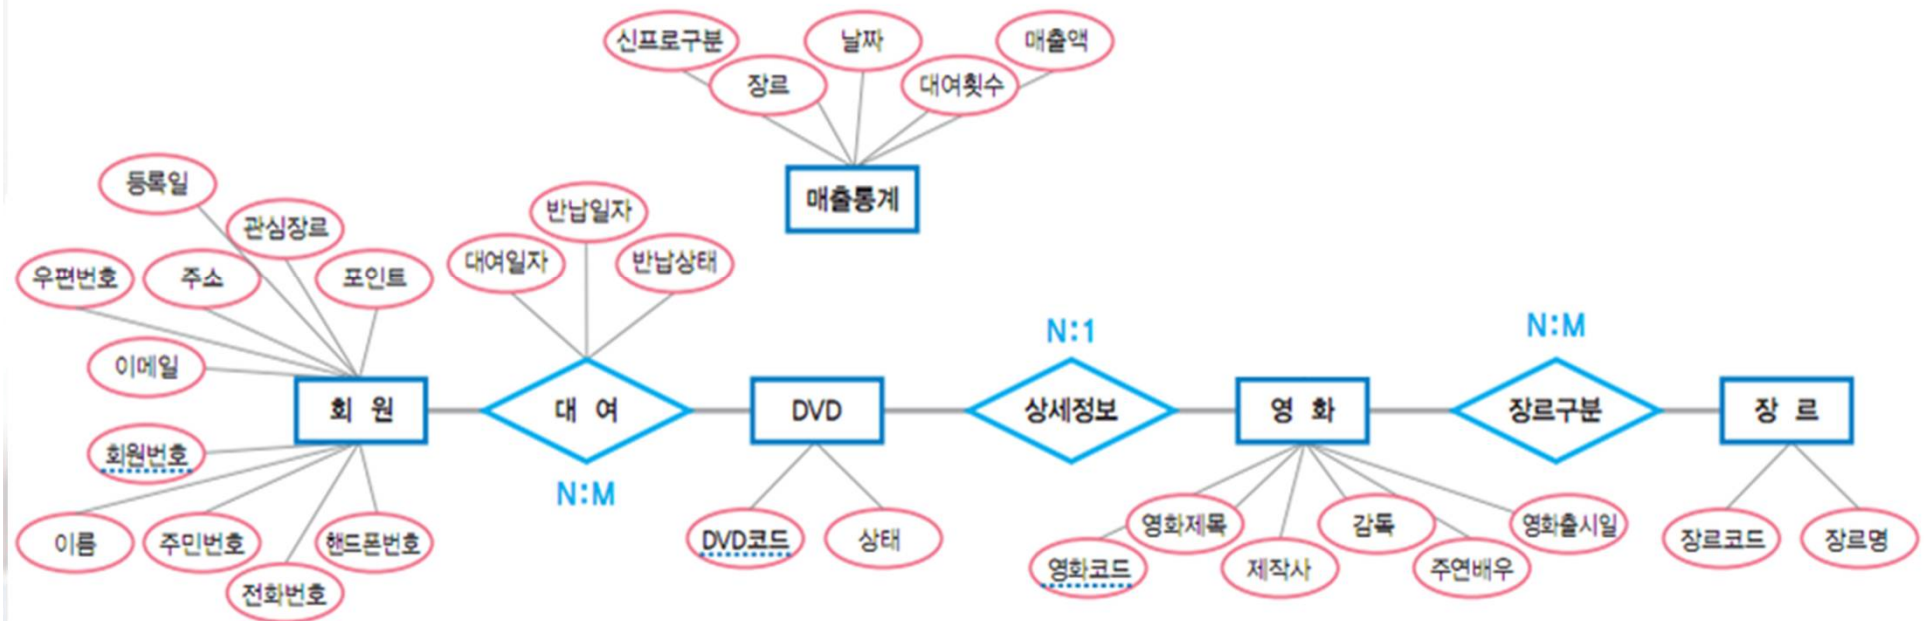 신프로구분
날짜
매출액
장르
대여횟수
매출통계
등록일
관심장르
반납일자
우편번호
주소
포인트
대여일자
반납상태
이메일
N:1
N:M
회 원
대 여
DVD
상세정보
영 화
장르구분
장 르
회원번호
N:M
이름
주민번호
핸드폰번호
전화번호
DVD코드
상태
영화제목
감독
영화출시일
영화코드
제작사
주연배우
장르코드
장르명